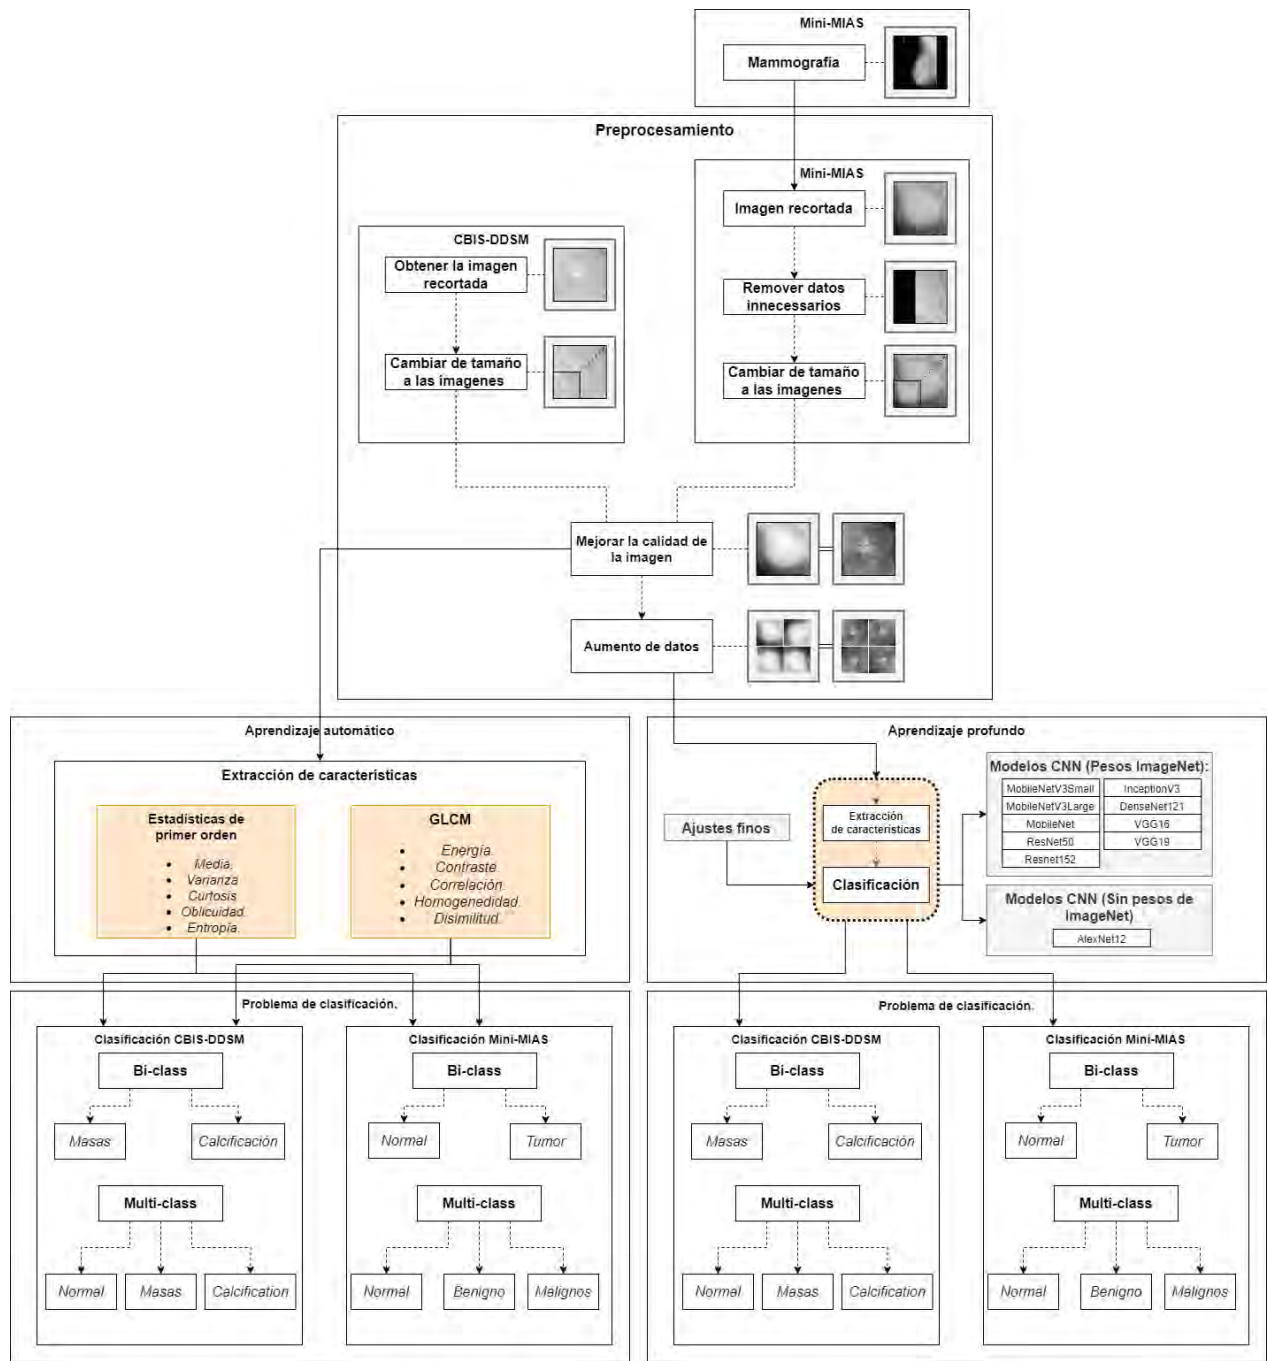 Mini-MIAS
Mammografia
Preprocesamiento
Mini-MIAS
Imagen recortada
Remover datos
innecessarios
Cambiar de tamaño
a las imagenes
CBIS-DDSM
Obtener la imagen
recortada
Cambiar de tamaño
a las imagenes
Mejorar la calidad de
la imagen
Aumento de datos
Aprendizaje automático
Extracción de características
Estadísticas de
primer orden
• Media.
• Varianza
• Curtosis
• Oblicuidad.
• Entropía.
GLCM
• Energía.
• Contraste.
• Correlación.
• Homogenedidad.
• Disimilitud.
Aprendizaje profundo
Ajustes finos
Extracción
de características
Clasificación
Modelos CNN (Pesos ImageNet):
MobileNetV3Small
MobileNetV3Large
MobileNet
ResNet50
Resnet152
InceptionV3
DenseNet121
VGG16
VGG19
Modelos CNN (Sin pesos de
ImageNet)
AlexNet12
Problema de clasificación.
Clasificación CBIS-DDSM
Bi-class
Masas
Calcificación
Multi-class
Normal
Masas
Calcification
Clasificación Mini-MIAS
Bi-class
Normal
Tumor
Multi-class
Normal
Benigno
Malignos
Problema de clasificación.
Clasificación CBIS-DDSM
Bi-class
Masas
Calcificación
Multi-class
Normal
Masas
Calcification
Clasificación Mini-MIAS
Bi-class
Normal
Tumor
Multi-class
Normal
Benigno
Malignos